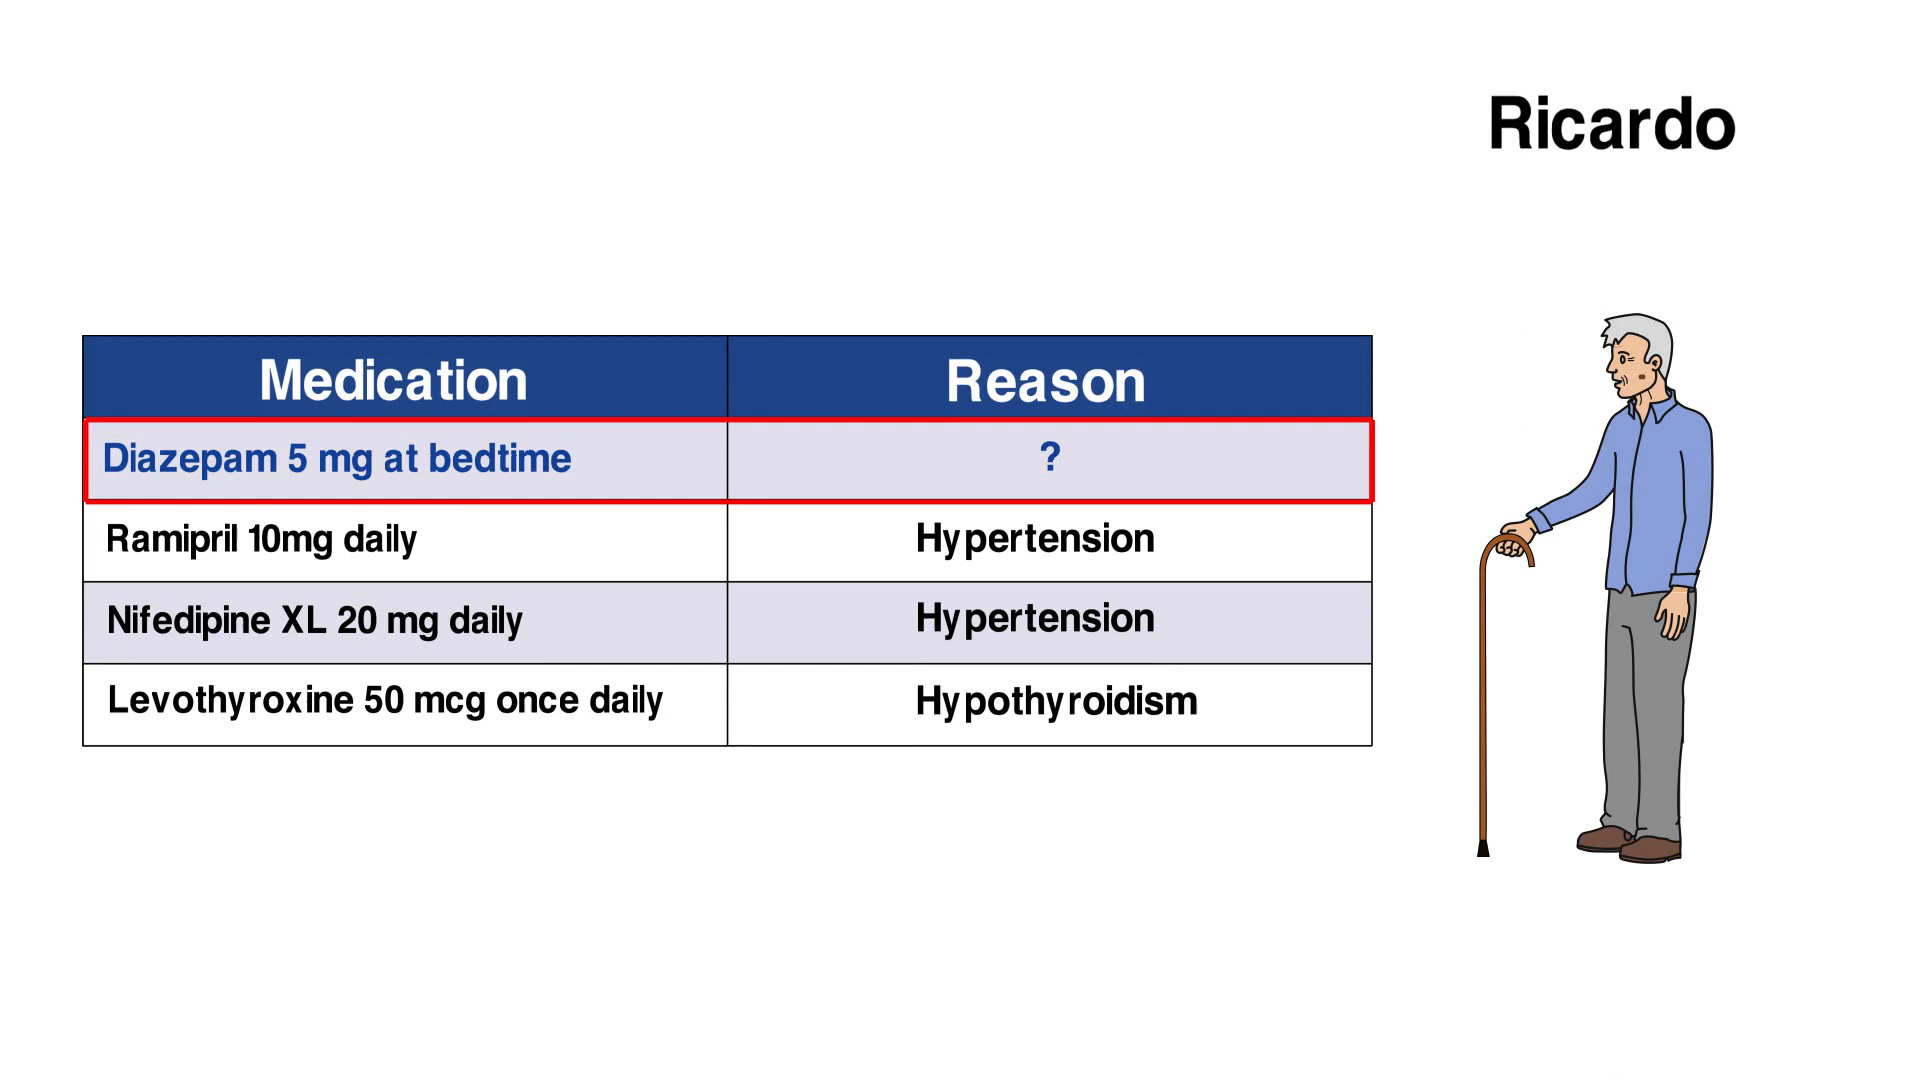 Ricardo
Medication Reason
Diazepam 5 mg at bedtime ?
Ramipril 10mg daily Hypertension
Nifedipine XL 20 mg daily Hypertension
Levothyroxine 50 mcg once daily Hypothyroidism